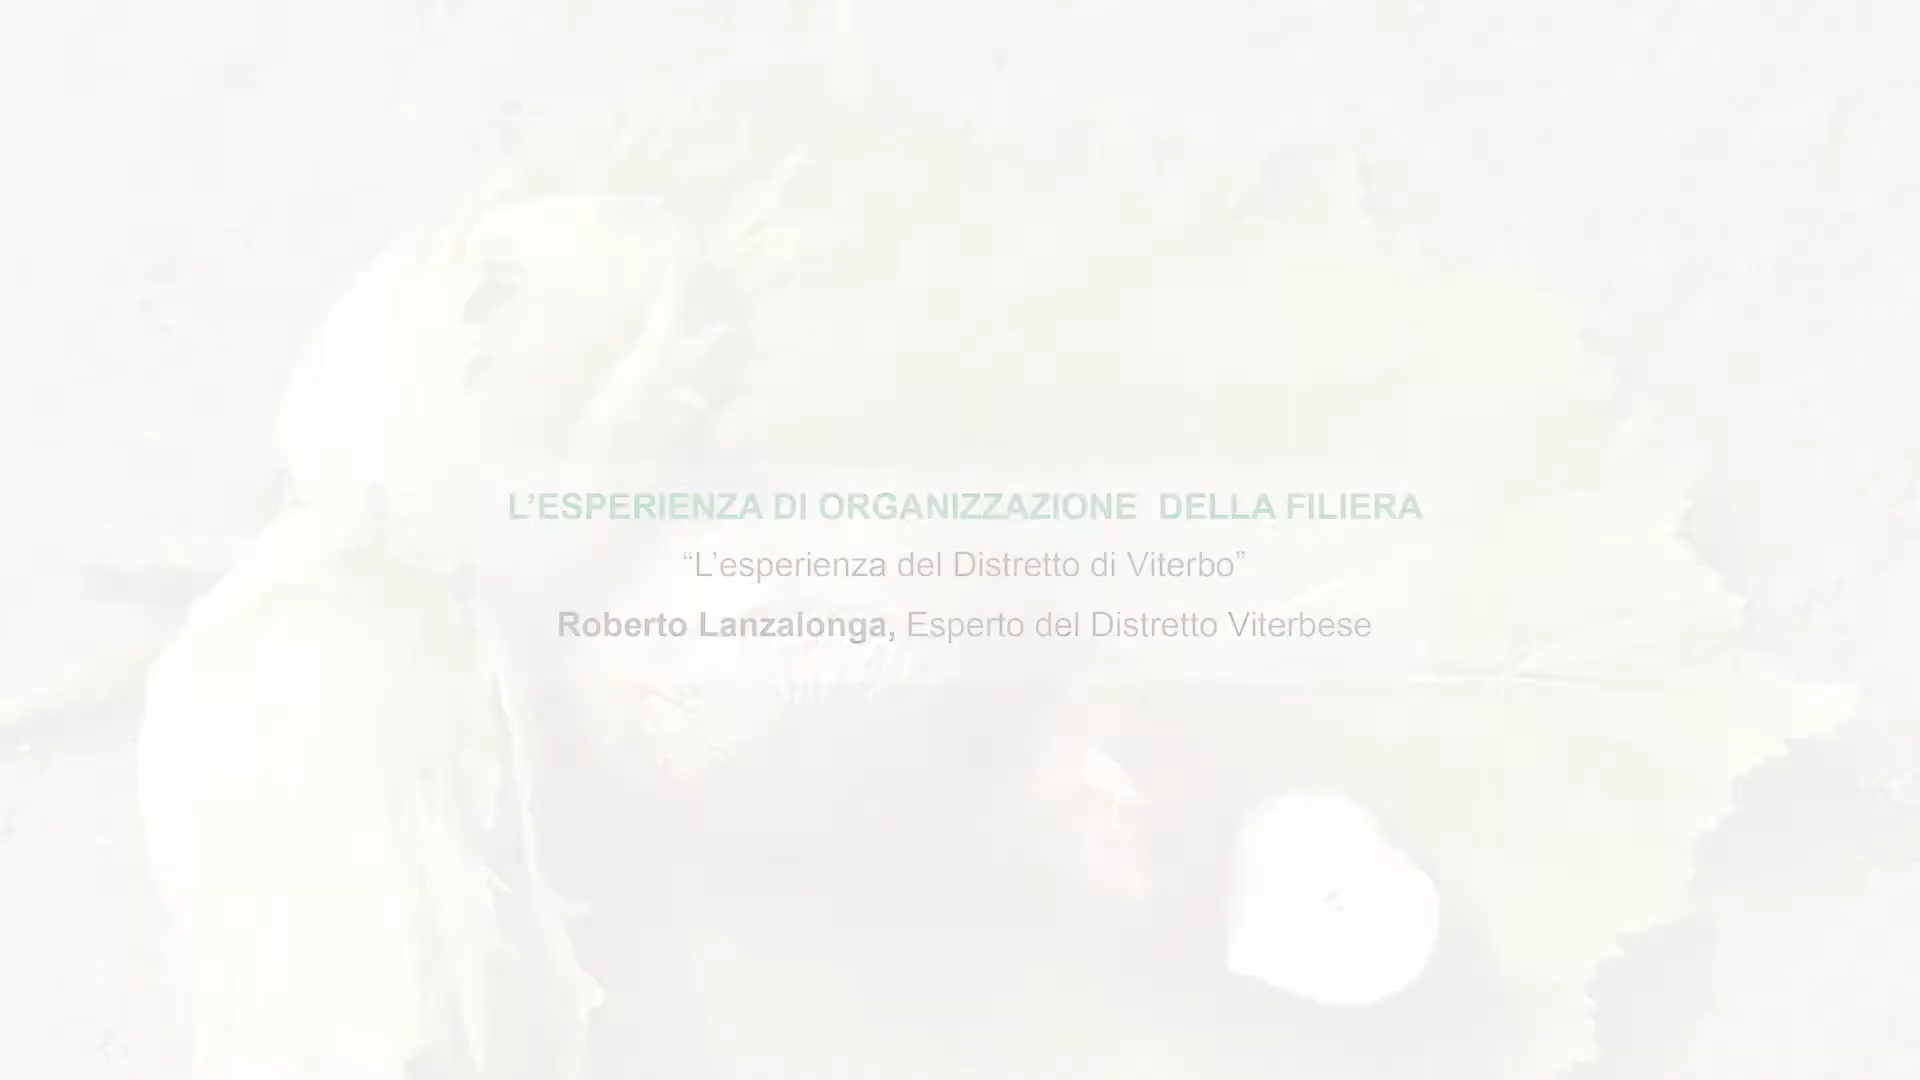 L’ESPERIENZA DI ORGANIZZAZIONE  DELLA FILIERA
“L’esperienza del Distretto di Viterbo”
Roberto Lanzalonga, Esperto del Distretto Viterbese